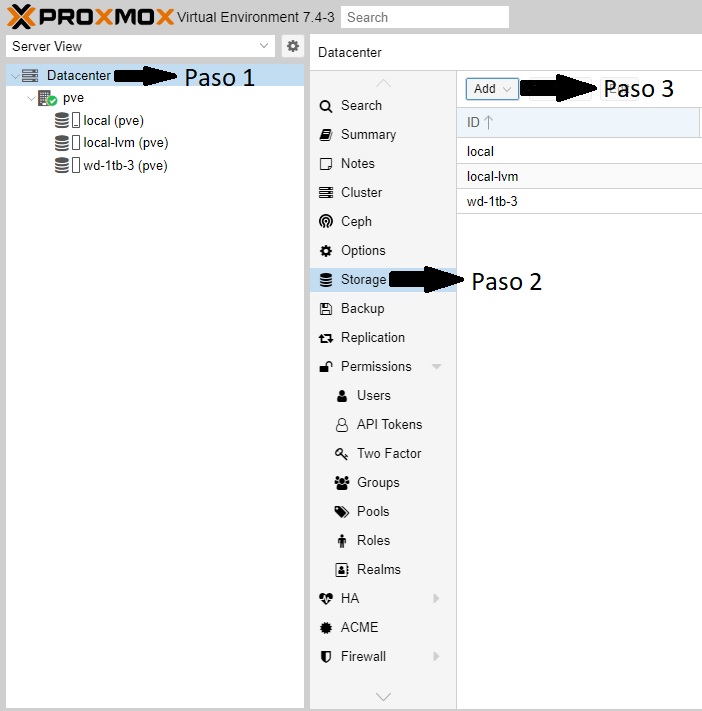 PROXMOX Virtual Environment 7.4-3 Search
Server View
Datacenter Paso 1
pve
local (pve)
local-lvm (pve)
wd-1tb-3 (pve)
Datacenter
Search
Summary
Notes
Cluster
Ceph
Options
Storage Paso 2
Backup
Replication
Permissions
Users
API Tokens
Two Factor
Groups
Pools
Roles
Realms
HA
ACME
Firewall
Add Paso 3
ID
local
local-lvm
wd-1tb-3